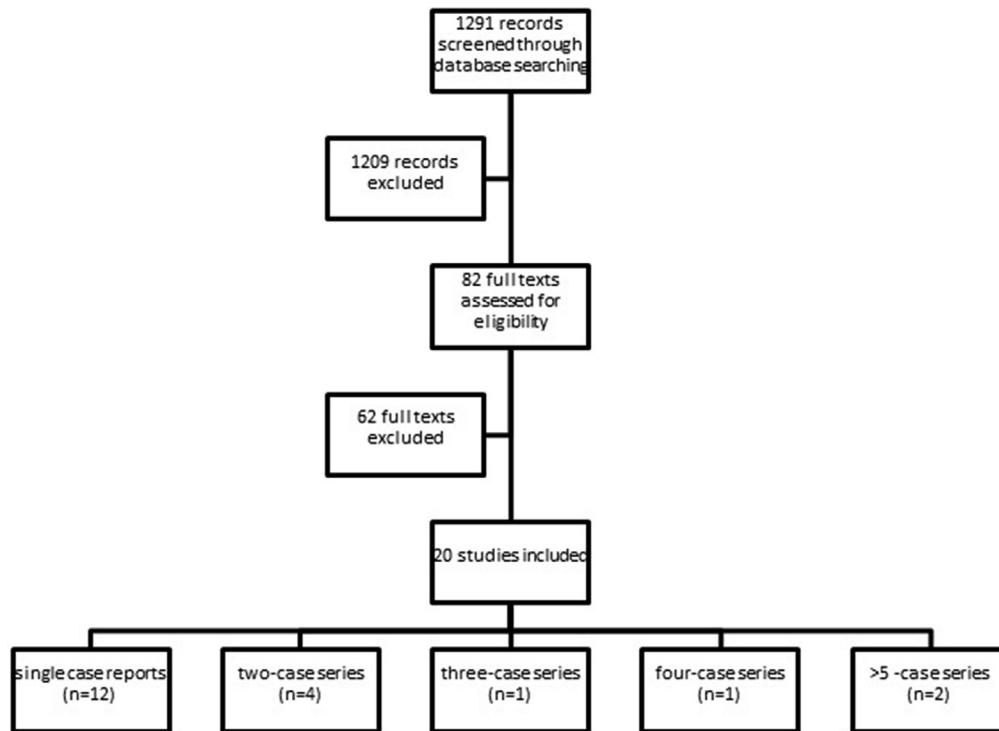 1291 records
screened through
database searching
1209 records
excluded
82 full texts
assessed for
eligibility
62 full texts
excluded
20 studies included
single case reports
(n=12)
two-case series
(n=4)
three-case series
(n=1)
four-case series
(n=1)
>5 -case series
(n=2)